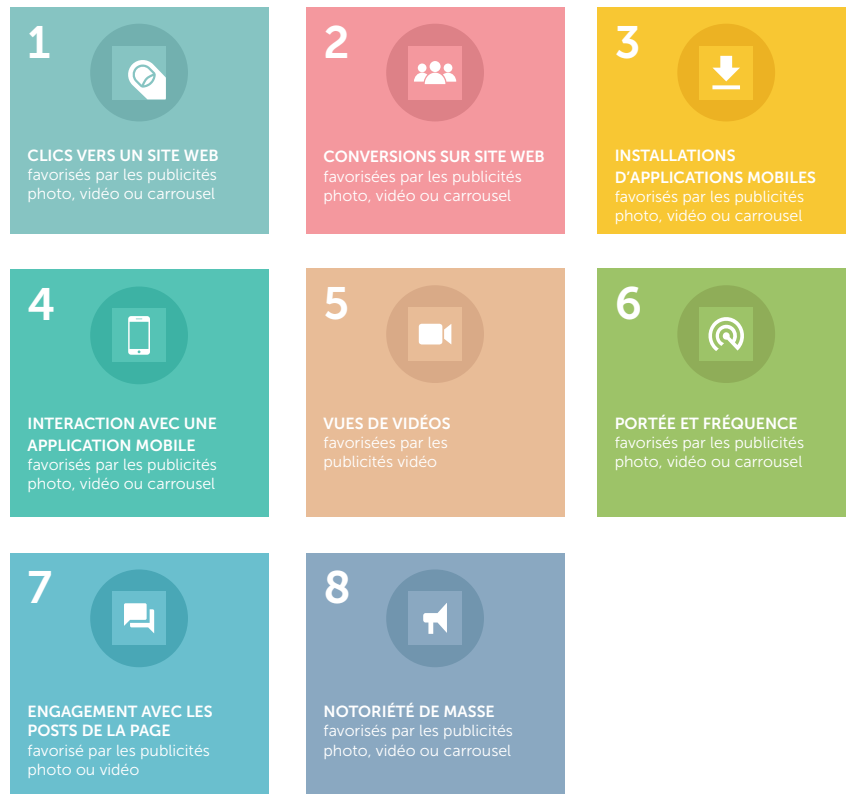 1
CLICS VERS UN SITE WEB
favorisés par les publicités
photo, vidéo ou carrousel
2
CONVERSIONS SUR SITE WEB
favorisées par les publicités
photo, vidéo ou carrousel
3
INSTALLATIONS
D'APPLICATIONS MOBILES
favorisés par les publicités
photo, vidéo ou carrousel
4
INTERACTION AVEC UNE
APPLICATION MOBILE
favorisés par les publicités
photo, vidéo ou carrousel
5
VUES DE VIDÉOS
favorisées par les
publicités vidéo
6
PORTÉE ET FRÉQUENCE
favorisés par les publicités
photo, vidéo ou carrousel
7
ENGAGEMENT AVEC LES
POSTS DE LA PAGE
favorisé par les publicités
photo ou vidéo
8
NOTORIÉTÉ DE MASSE
favorisés par les publicités
photo, vidéo ou carrousel